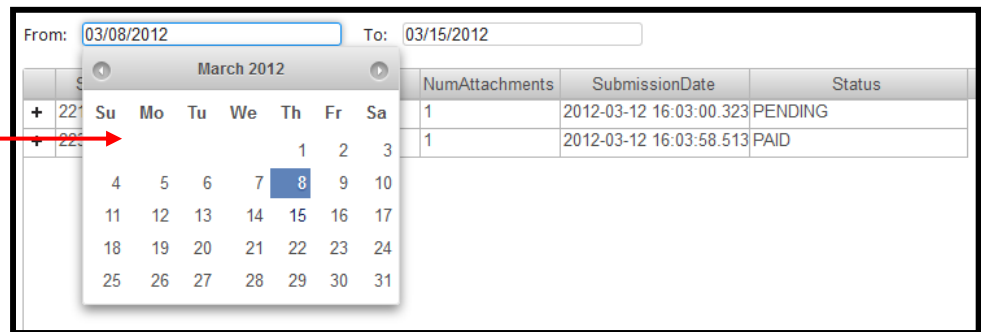 From: 03/08/2012 To: 03/15/2012
March 2012
NumAttachments SubmissionDate Status
Su Mo Tu We Th Fr Sa
+ 1 2012-03-12 16:03:00.323 PENDING
+ 1 2012-03-12 16:03:58.513 PAID
1 2 3
4 5 6 7 8 9 10
11 12 13 14 15 16 17
18 19 20 21 22 23 24
25 26 27 28 29 30 31